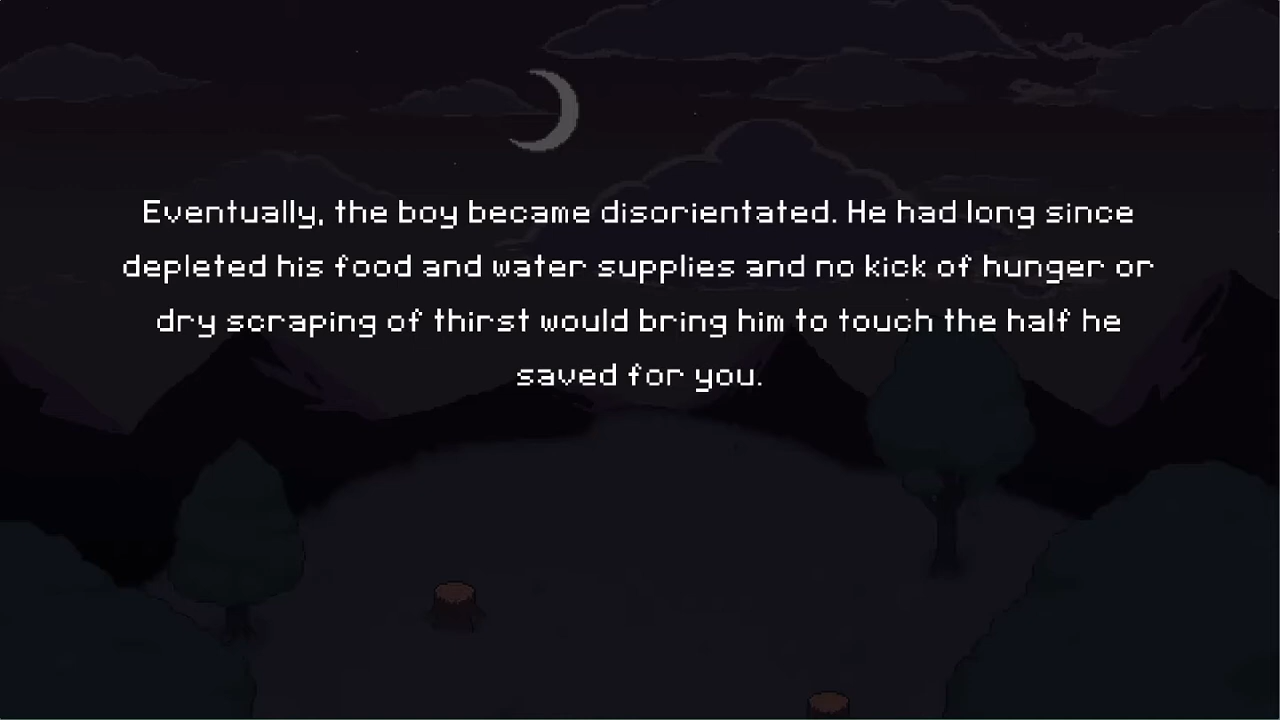 Eventually, the boy became disorientated. He had long since
depleted his food and water supplies and no kick of hunger or
dry scraping of thirst would bring him to touch the half he
saved for you.